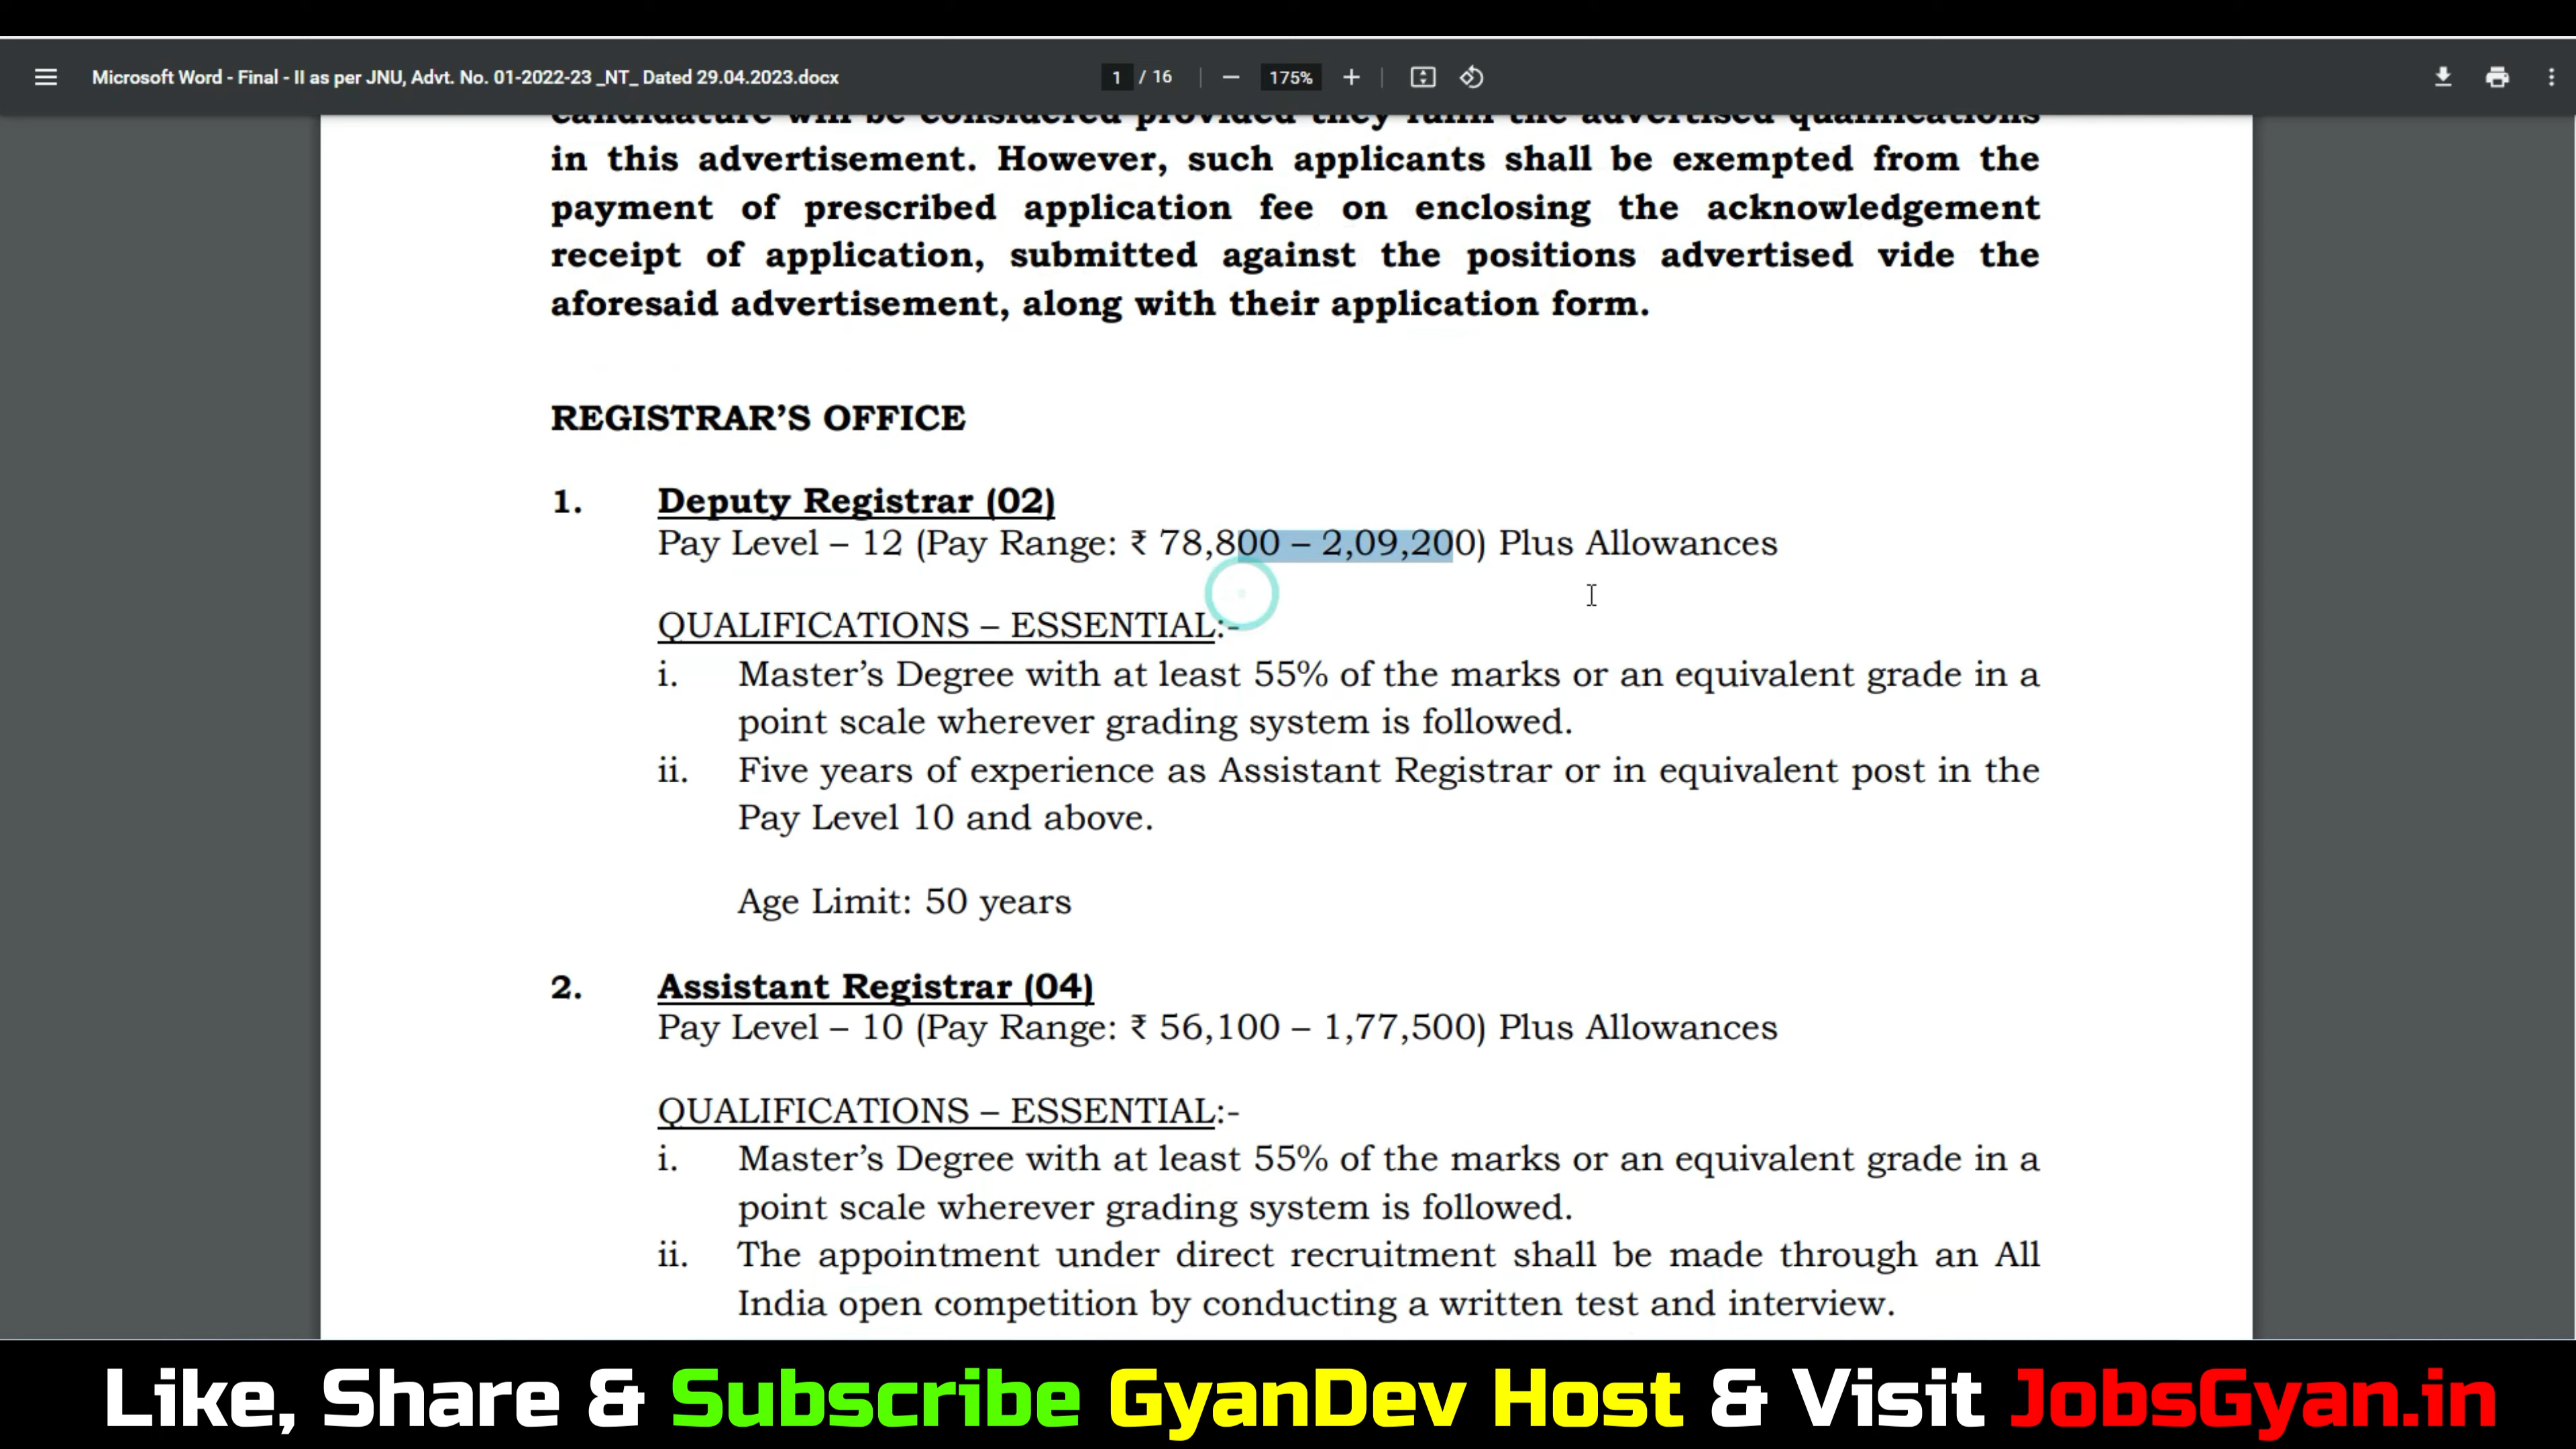 Microsoft Word - Final - II as per JNU, Advt. No. 01-2022-23 _NT_ Dated 29.04.2023.docx
1 / 16
175%
candidature will be considered provided they fulfil the advertised qualifications
in this advertisement. However, such applicants shall be exempted from the
payment of prescribed application fee on enclosing the acknowledgement
receipt of application, submitted against the positions advertised vide the
aforesaid advertisement, along with their application form.
REGISTRAR’S OFFICE
1. Deputy Registrar (02)
Pay Level – 12 (Pay Range: ₹ 78,800 – 2,09,200) Plus Allowances
QUALIFICATIONS – ESSENTIAL:-
i. Master’s Degree with at least 55% of the marks or an equivalent grade in a
point scale wherever grading system is followed.
ii. Five years of experience as Assistant Registrar or in equivalent post in the
Pay Level 10 and above.
Age Limit: 50 years
2. Assistant Registrar (04)
Pay Level – 10 (Pay Range: ₹ 56,100 – 1,77,500) Plus Allowances
QUALIFICATIONS – ESSENTIAL:-
i. Master’s Degree with at least 55% of the marks or an equivalent grade in a
point scale wherever grading system is followed.
ii. The appointment under direct recruitment shall be made through an All
India open competition by conducting a written test and interview.
Like, Share & Subscribe GyanDev Host & Visit JobsGyan.in